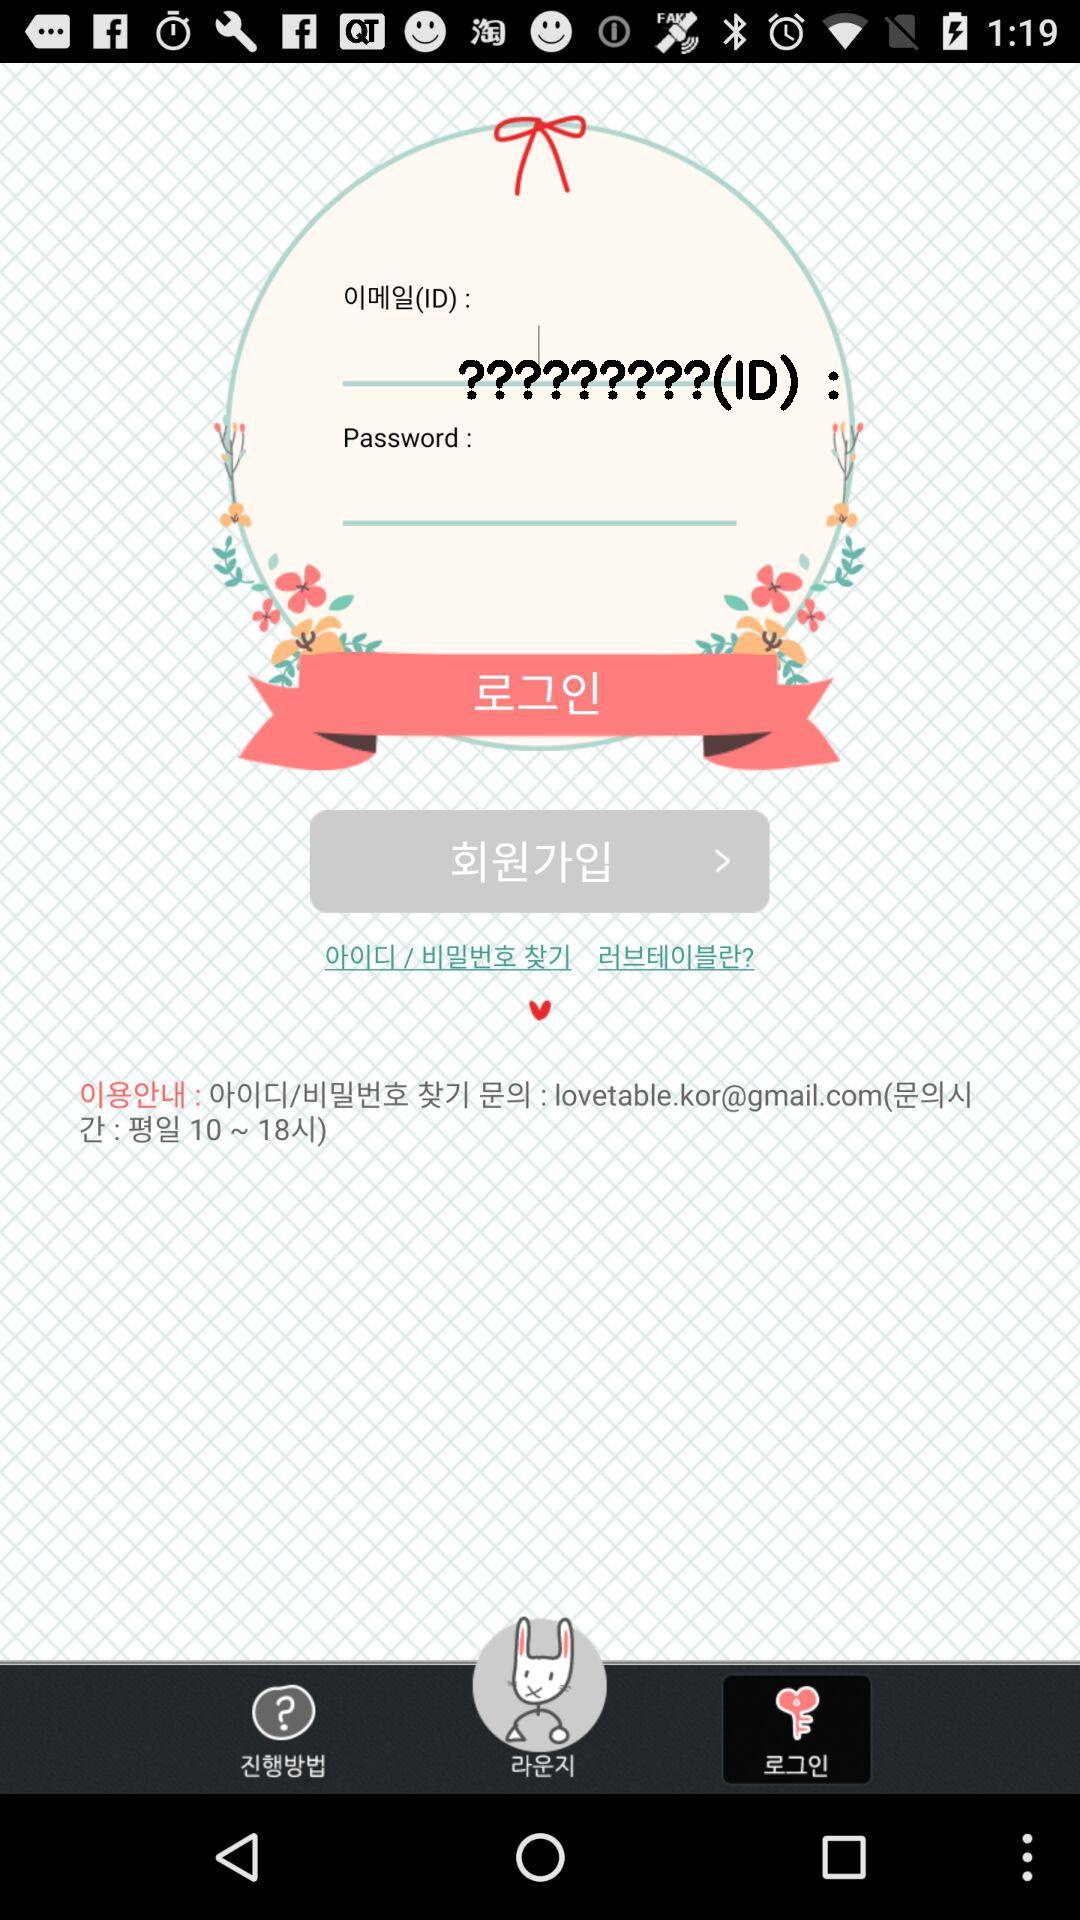 QT 淘 FAKE 1:19
이메일(ID) :
?????????(ID) :
Password :
로그인
회원가입 >
아이디 / 비밀번호 찾기 러브테이블란?
이용안내 : 아이디/비밀번호 찾기 문의 : lovetable.kor@gmail.com(문의시
간 : 평일 10 ~ 18시)
진행방법 라운지 로그인